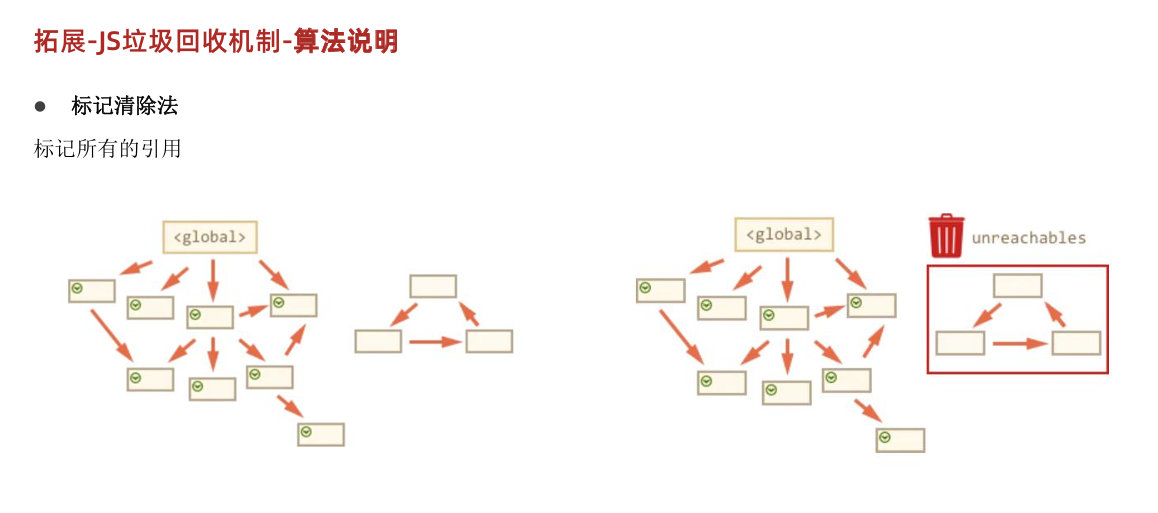 拓展-JS垃圾回收机制-算法说明
● 标记清除法
标记所有的引用
<global>
<global>
unreachables